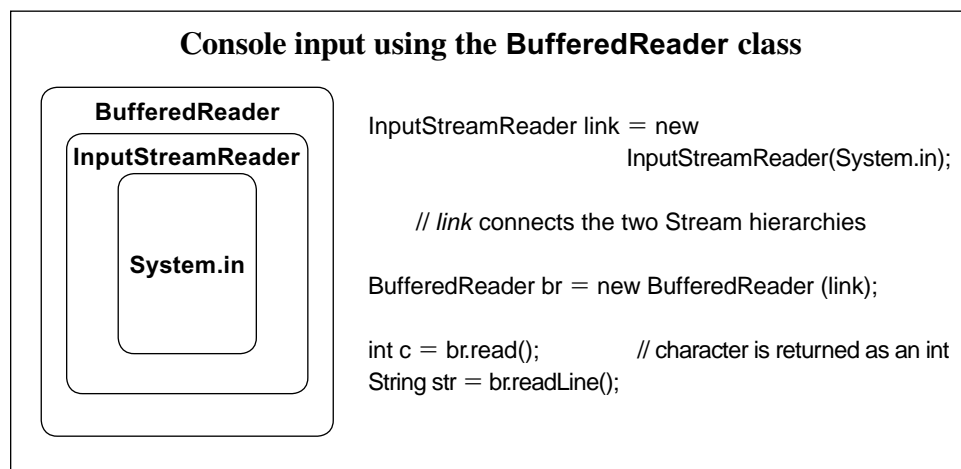 Console input using the BufferedReader class
BufferedReader
InputStreamReader
System.in
InputStreamReader link = new
InputStreamReader(System.in);
// link connects the two Stream hierarchies
BufferedReader br = new BufferedReader (link);
int c = br.read(); // character is returned as an int
String str = br.readLine();